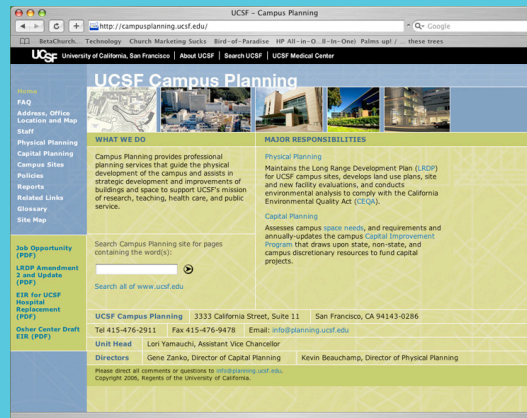 UCSF - Campus Planning
http://campusplanning.ucsf.edu/
Google
BetaChurch. Technology Church Marketing Sucks Bird-of-Paradise HP All-in-O...ll-In-One) Palms up! / ... these trees
UCSF University of California, San Francisco | About UCSF | Search UCSF | UCSF Medical Center
UCSF Campus Planning
Home
FAQ
Address, Office
Location and Map
Staff
Physical Planning
Capital Planning
Campus Sites
Policies
Reports
Related Links
Glossary
Site Map
Job Opportunity
(PDF)
LRDP Amendment
2 and Update
(PDF)
EIR for UCSF
Hospital
Replacement
(PDF)
Osher Center Draft
EIR (PDF)
WHAT WE DO
Campus Planning provides professional
planning services that guide the physical
development of the campus and assists in
strategic development and improvements of
buildings and space to support UCSF's mission
of research, teaching, health care, and public
service.
Search Campus Planning site for pages
containing the word(s):
Search all of www.ucsf.edu
MAJOR RESPONSIBILITIES
Physical Planning
Maintains the Long Range Development Plan (LRDP)
for UCSF campus sites, develops land use plans, site
and new facility evaluations, and conducts
environmental analysis to comply with the California
Environmental Quality Act (CEQA).
Capital Planning
Assesses campus space needs, and requirements and
annually-updates the campus Capital Improvement
Program that draws upon state, non-state, and
campus discretionary resources to fund capital
projects.
UCSF Campus Planning 3333 California Street, Suite 11 San Francisco, CA 94143-0286
Tel 415-476-2911 Fax 415-476-9478 Email: info@planning.ucsf.edu
Unit Head Lori Yamauchi, Assistant Vice Chancellor
Directors Gene Zanko, Director of Capital Planning Kevin Beauchamp, Director of Physical Planning
Please direct all comments or questions to info@planning.ucsf.edu.
Copyright 2006, Regents of the University of California.